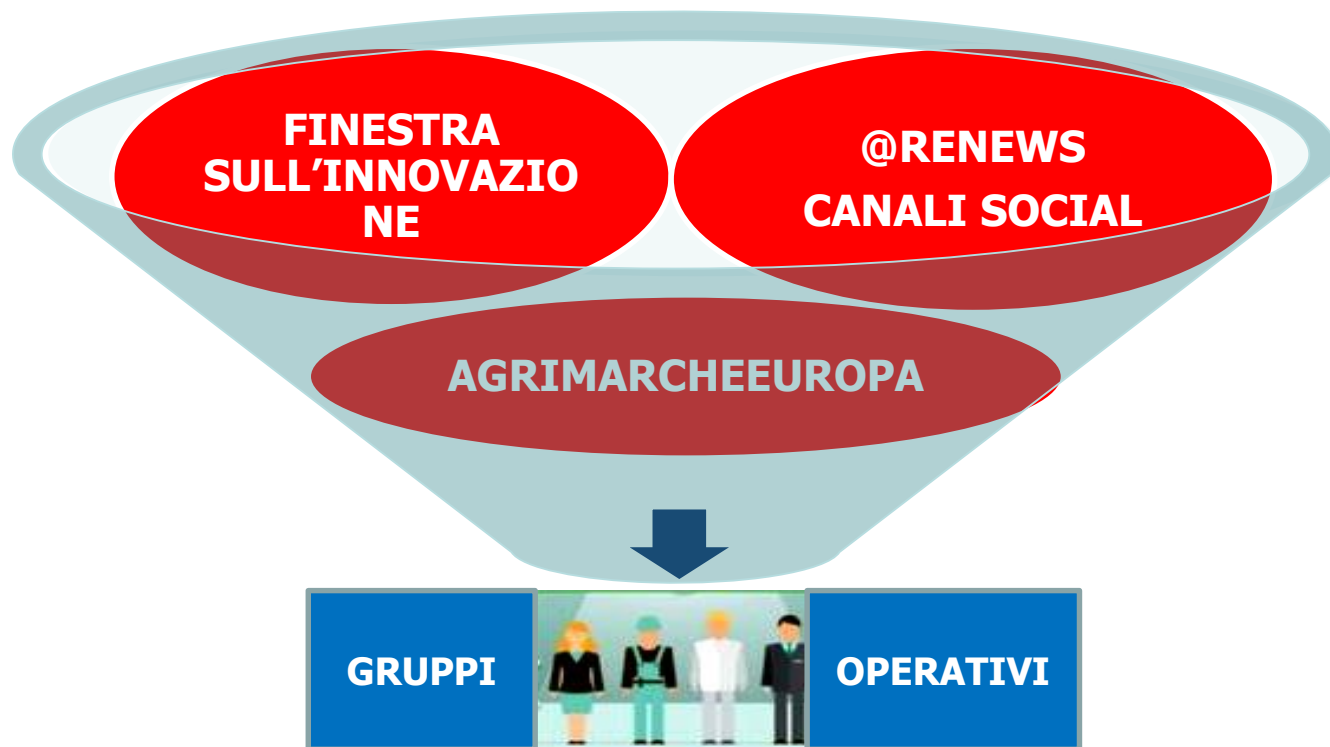 FINESTRA
SULL’INNOVAZIO
NE
@RENEWS
CANALI SOCIAL
AGRIMARCHEEUROPA
GRUPPI
OPERATIVI